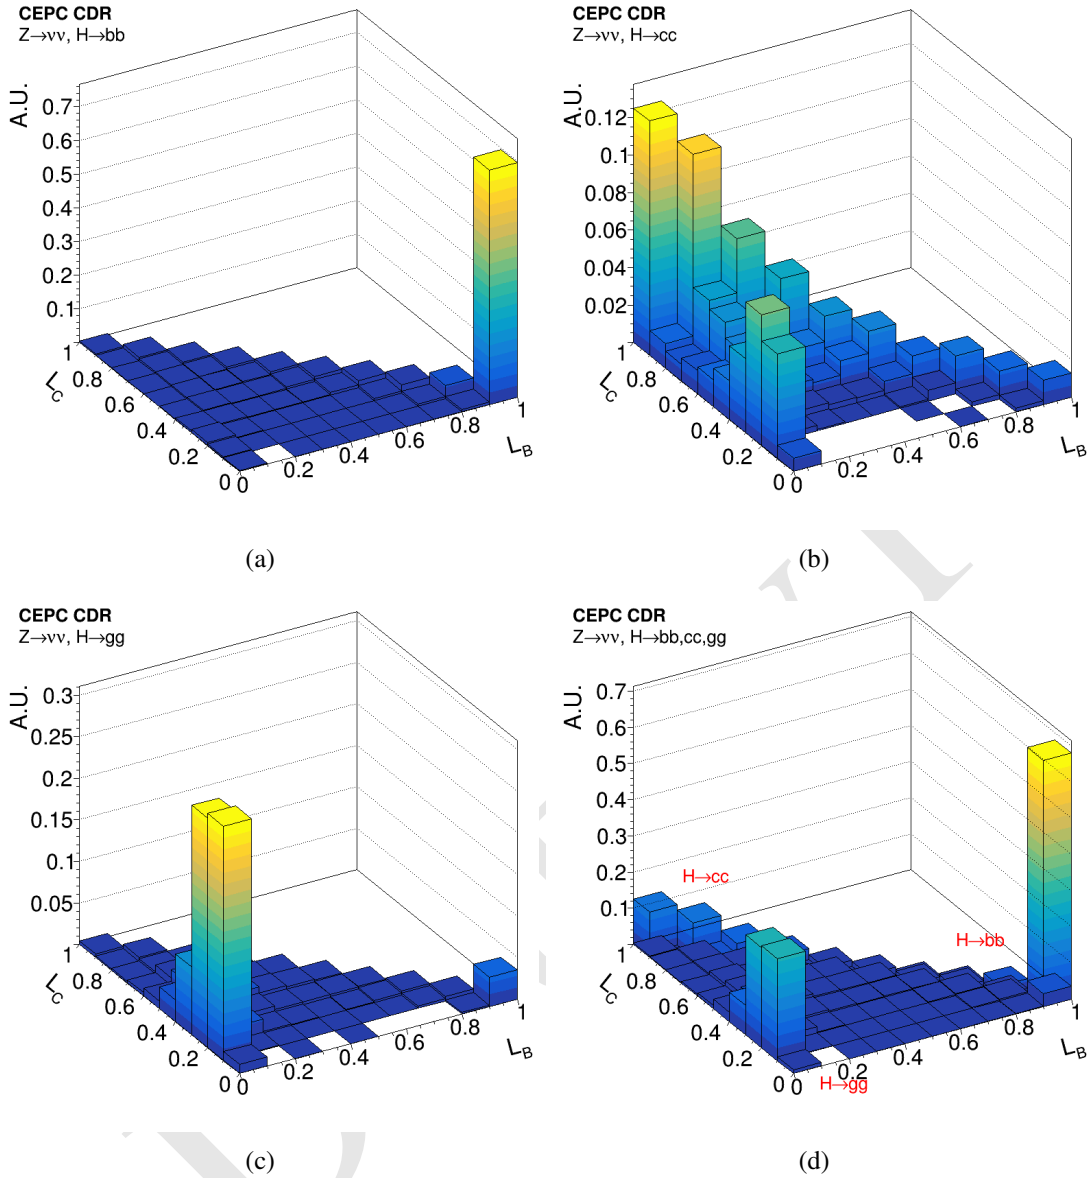 CEPC CDR
Z→νν, H→bb
A.U.
0.7
0.6
0.5
0.4
0.3
0.2
0.1
1
0.8
0.6
0.4
0.2
0
L_C
0
0.2
0.4
0.6
0.8
1
L_B
(a)
CEPC CDR
Z→νν, H→cc
A.U.
0.12
0.1
0.08
0.06
0.04
0.02
1
0.8
0.6
0.4
0.2
0
L_C
0
0.2
0.4
0.6
0.8
1
L_B
(b)
CEPC CDR
Z→νν, H→gg
A.U.
0.3
0.25
0.2
0.15
0.1
0.05
1
0.8
0.6
0.4
0.2
0
L_C
0
0.2
0.4
0.6
0.8
1
L_B
(c)
CEPC CDR
Z→νν, H→bb,cc,gg
A.U.
0.7
0.6
0.5
0.4
0.3
0.2
0.1
H→cc
H→bb
H→gg
1
0.8
0.6
0.4
0.2
0
L_C
0
0.2
0.4
0.6
0.8
1
L_B
(d)